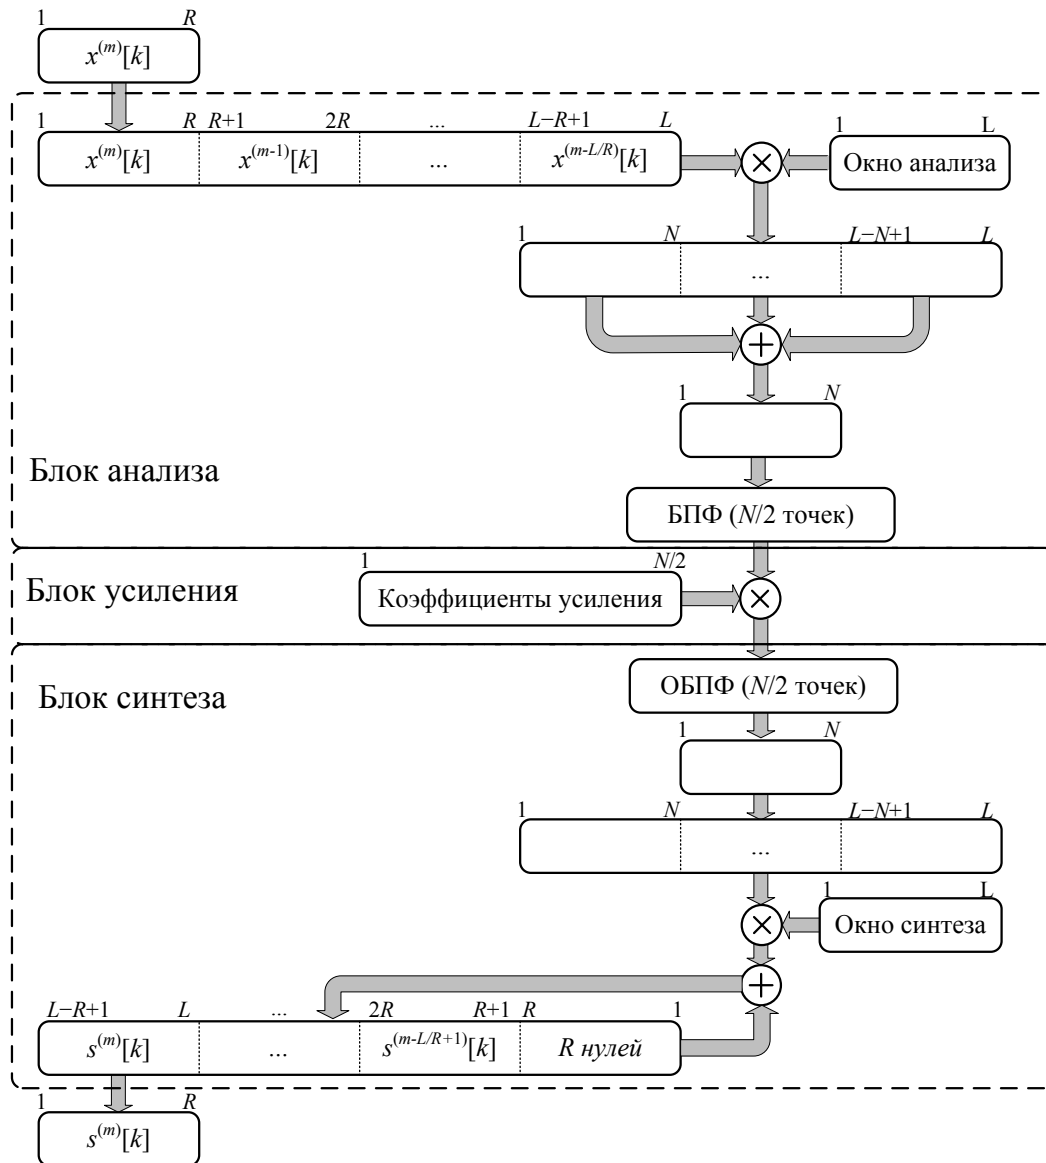 1 R
x^(m)[k]
1 R R+1 2R ... L−R+1 L
1 L
x^(m)[k] x^(m-1)[k] ... x^(m-L/R)[k]
Окно анализа
1 N L−N+1 L
...
1 N
Блок анализа
БПФ (N/2 точек)
1 N/2
Блок усиления
Коэффициенты усиления
ОБПФ (N/2 точек)
Блок синтеза
1 N
1 N L−N+1 L
...
1 L
Окно синтеза
L−R+1 L ... 2R R+1 R 1
s^(m)[k] ... s^(m-L/R+1)[k] R нулей
1 R
s^(m)[k]